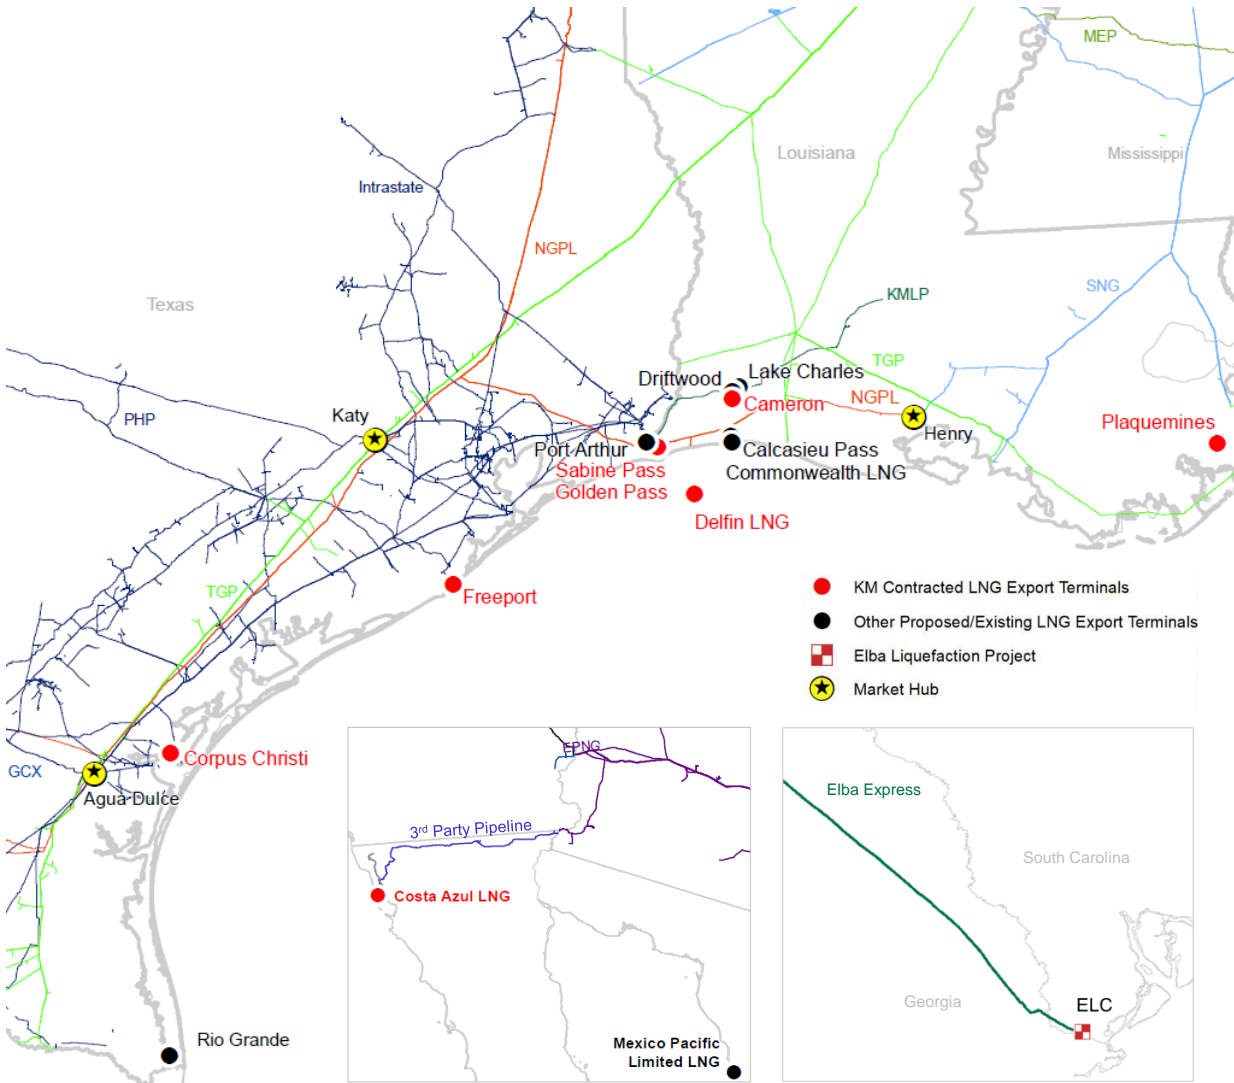 MEP
Louisiana
Mississippi
Intrastate
NGPL
SNG
KMLP
Texas
TGP
Lake Charles
Driftwood
NGPL
Cameron
PHP
Katy
Henry
Plaquemines
Port Arthur
Calcasieu Pass
Sabine Pass
Commonwealth LNG
Golden Pass
Delfin LNG
TGP
Freeport
KM Contracted LNG Export Terminals
Other Proposed/Existing LNG Export Terminals
Elba Liquefaction Project
Market Hub
Corpus Christi
GCX
Agua Dulce
EPNG
3rd Party Pipeline
Costa Azul LNG
Mexico Pacific
Limited LNG
Elba Express
South Carolina
Georgia
ELC
Rio Grande